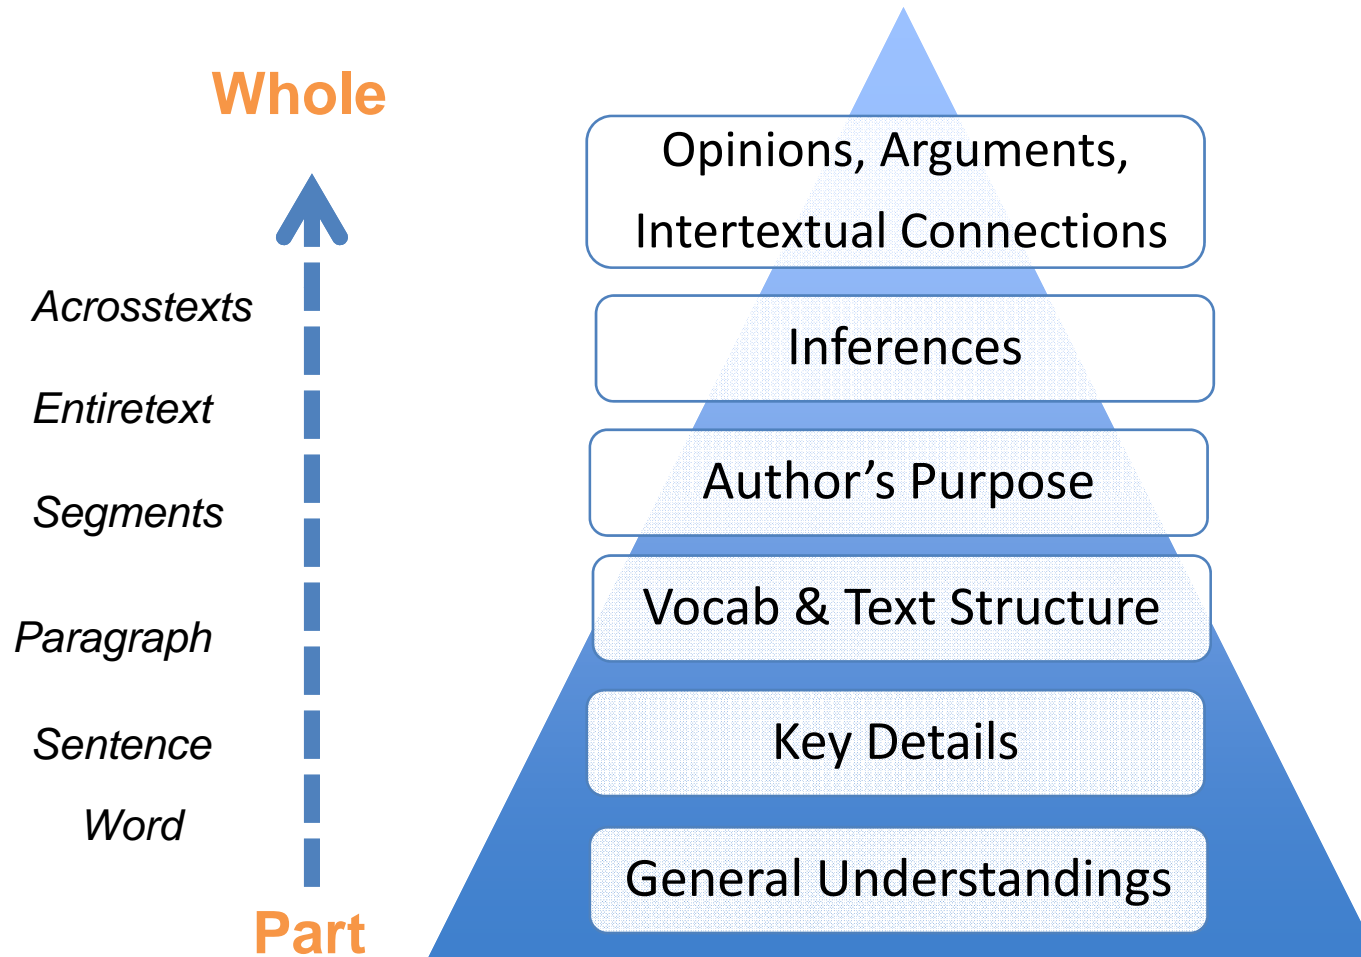 Whole
Acrosstexts
Entiretext
Segments
Paragraph
Sentence
Word
Part
Opinions, Arguments,
Intertextual Connections
Inferences
Author’s Purpose
Vocab & Text Structure
Key Details
General Understandings